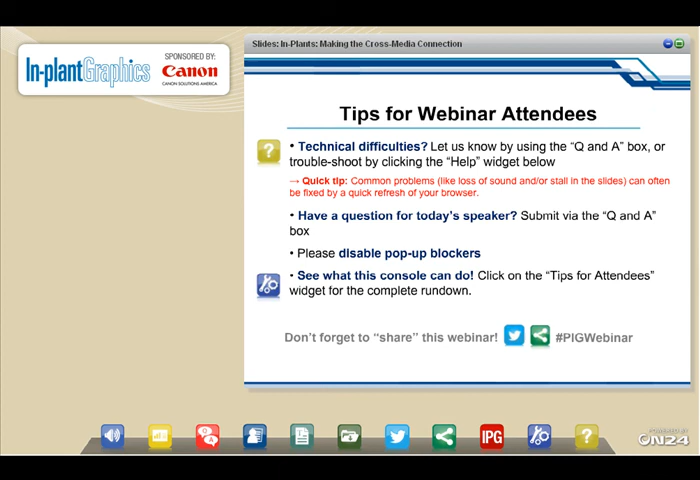 Slides: In-Plants: Making the Cross-Media Connection
In-plantGraphics
SPONSORED BY:
Canon
CANON SOLUTIONS AMERICA
Tips for Webinar Attendees
? • Technical difficulties? Let us know by using the “Q and A” box, or
trouble-shoot by clicking the “Help” widget below
→ Quick tip: Common problems (like loss of sound and/or stall in the slides) can often
be fixed by a quick refresh of your browser.
• Have a question for today's speaker? Submit via the “Q and A”
box
• Please disable pop-up blockers
• See what this console can do! Click on the “Tips for Attendees”
widget for the complete rundown.
Don't forget to “share” this webinar! #PIGWebinar
Q A IPG ?
POWERED BY
ON24